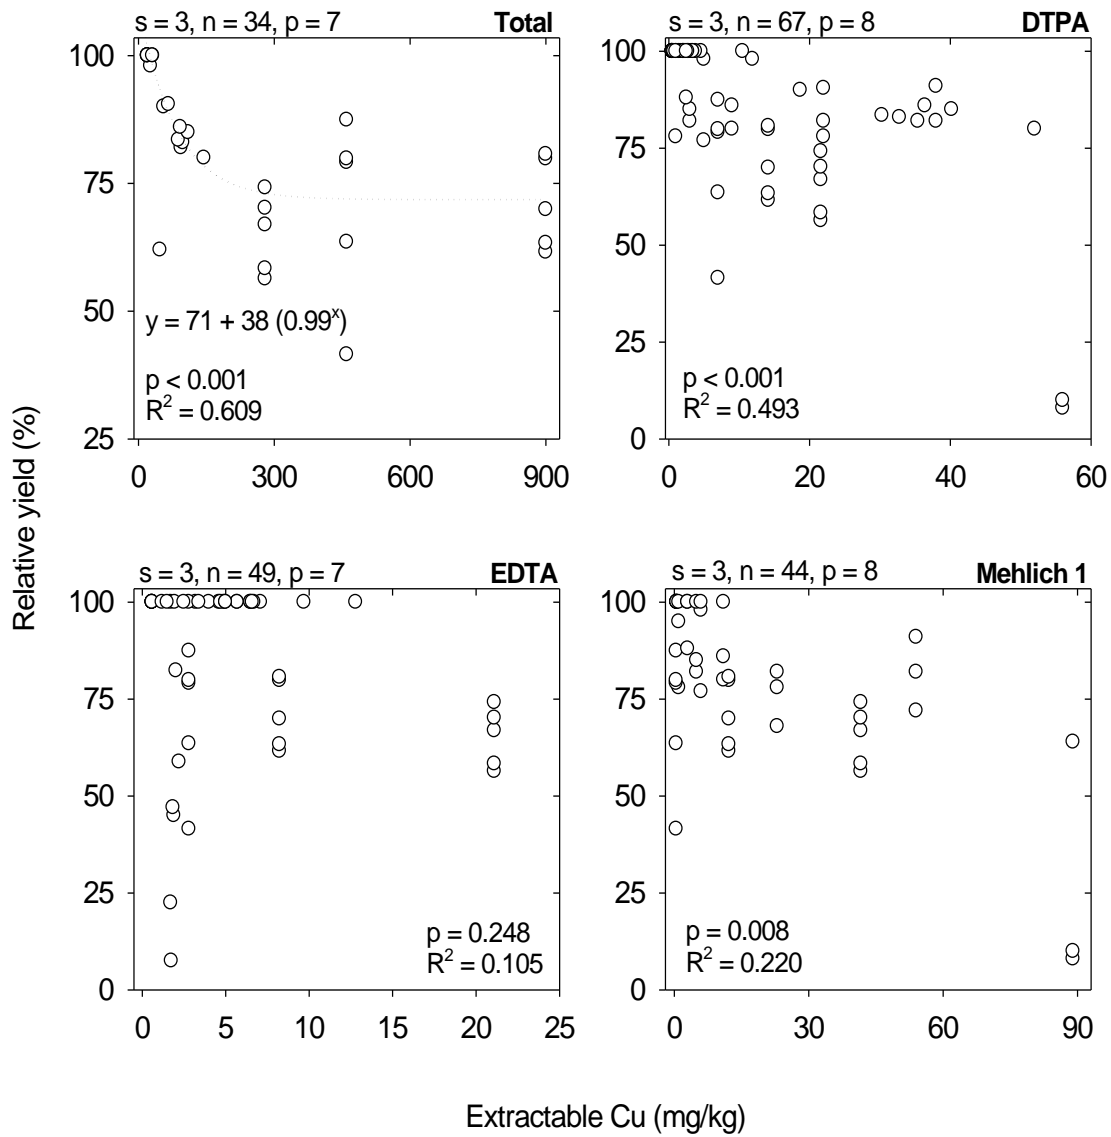 s = 3, n = 34, p = 7 Total
100
75
50
25
y = 71 + 38 (0.99^x)
p < 0.001
R² = 0.609
0 300 600 900
s = 3, n = 67, p = 8 DTPA
100
75
50
25
0
p < 0.001
R² = 0.493
0 20 40 60
Relative yield (%)
s = 3, n = 49, p = 7 EDTA
100
75
50
25
0
p = 0.248
R² = 0.105
0 5 10 15 20 25
s = 3, n = 44, p = 8 Mehlich 1
100
75
50
25
0
p = 0.008
R² = 0.220
0 30 60 90
Extractable Cu (mg/kg)